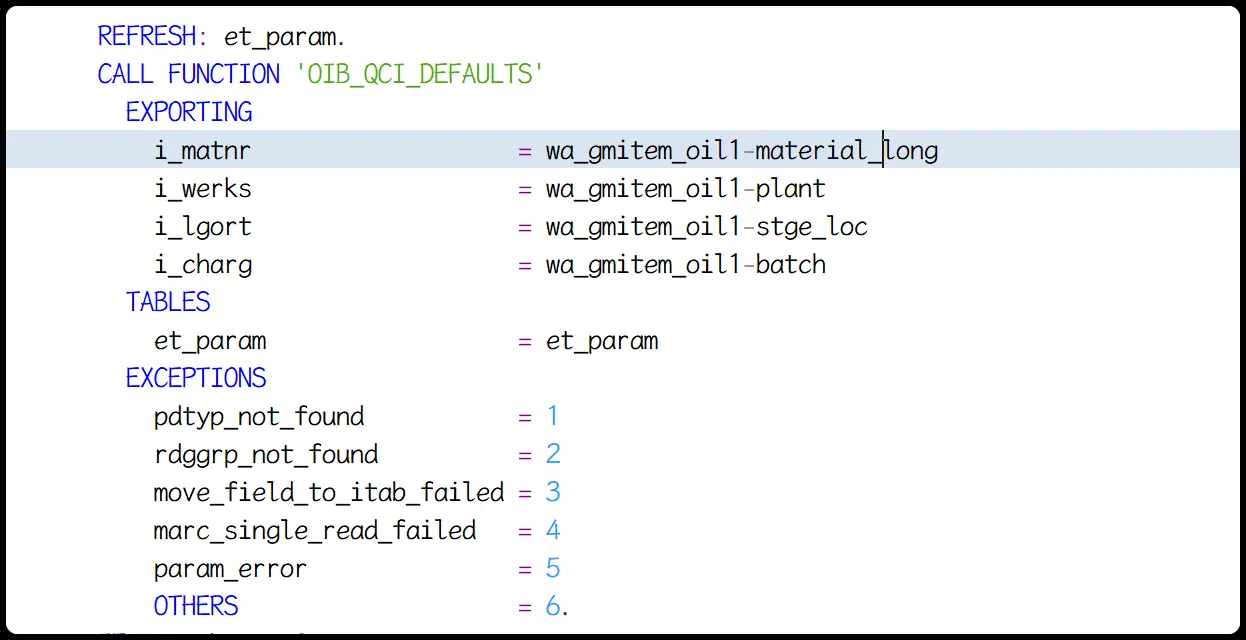 REFRESH: et_param.
CALL FUNCTION 'OIB_QCI_DEFAULTS'
EXPORTING
i_matnr = wa_gmitem_oil1-material_long
i_werks = wa_gmitem_oil1-plant
i_lgort = wa_gmitem_oil1-stge_loc
i_charg = wa_gmitem_oil1-batch
TABLES
et_param = et_param
EXCEPTIONS
pdtyp_not_found = 1
rdggrp_not_found = 2
move_field_to_itab_failed = 3
marc_single_read_failed = 4
param_error = 5
OTHERS = 6.